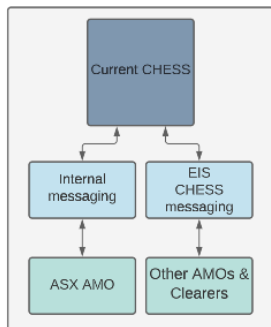 Current CHESS
Internal
messaging
EIS
CHESS
messaging
ASX AMO
Other AMOs &
Clearers